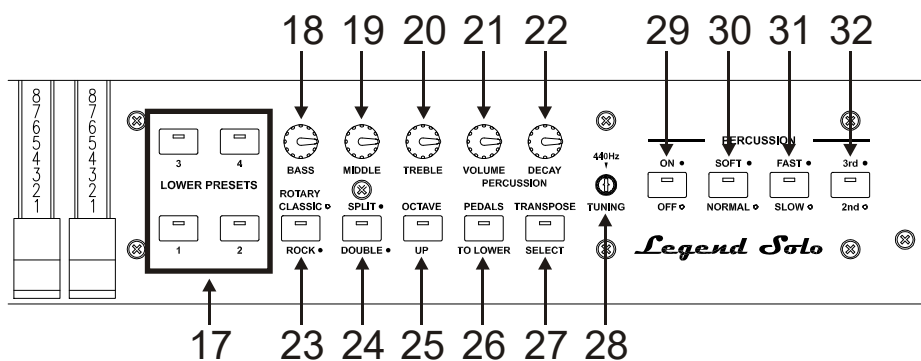 18 19 20 21 22 29 30 31 32
8 8
7 7
6 6
5 5
4 4
3 3
2 2
1 1
3 4
LOWER PRESETS
1 2
BASS MIDDLE TREBLE VOLUME DECAY
PERCUSSION
440Hz
TUNING
PERCUSSION
ROTARY
CLASSIC SPLIT OCTAVE PEDALS TRANSPOSE
ROCK DOUBLE UP TO LOWER SELECT
ON SOFT FAST 3rd
OFF NORMAL SLOW 2nd
Legend Solo
17 23 24 25 26 27 28